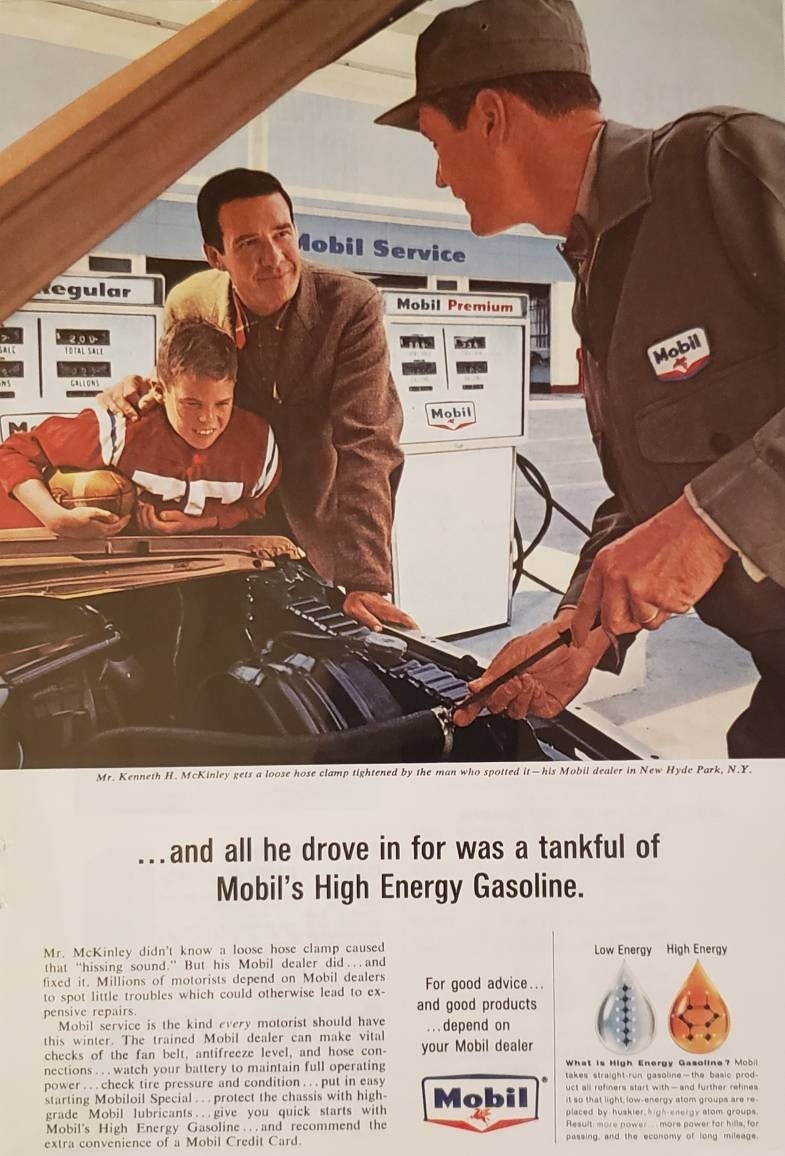 Mobil Service
egular
2.00
SALE
TOTAL SALE
GALLONS
Mobil Premium
Mobil
Mobil
M
Mr. Kenneth H. McKinley gets a loose hose clamp tightened by the man who spotted it—his Mobil dealer in New Hyde Park, N.Y.
...and all he drove in for was a tankful of
Mobil's High Energy Gasoline.
Mr. McKinley didn't know a loose hose clamp caused
that "hissing sound." But his Mobil dealer did...and
fixed it. Millions of motorists depend on Mobil dealers
to spot little troubles which could otherwise lead to ex-
pensive repairs.
Mobil service is the kind every motorist should have
this winter. The trained Mobil dealer can make vital
checks of the fan belt, antifreeze level, and hose con-
nections...watch your battery to maintain full operating
power...check tire pressure and condition...put in easy
starting Mobiloil Special...protect the chassis with high-
grade Mobil lubricants...give you quick starts with
Mobil's High Energy Gasoline...and recommend the
extra convenience of a Mobil Credit Card.
For good advice...
and good products
...depend on
your Mobil dealer
Mobil®
Low Energy High Energy
What is High Energy Gasoline? Mobil
takes straight-run gasoline—the basic prod-
uct all refiners start with—and further refines
it so that light, low-energy atom groups are re-
placed by huskier, high-energy atom groups.
Result: more power...more power for hills, for
passing, and the economy of long mileage.